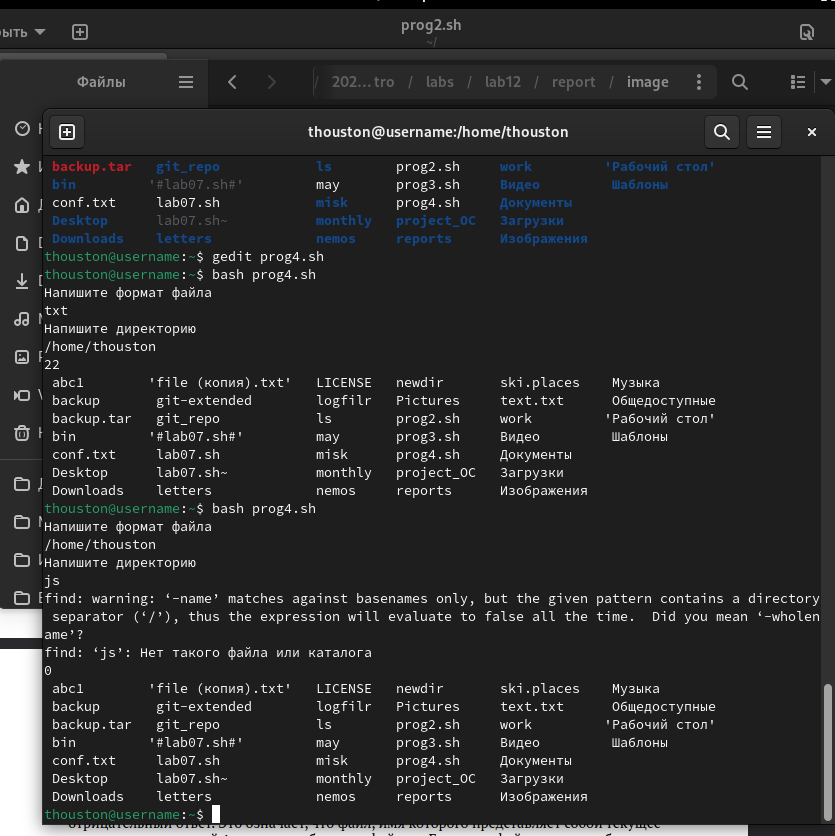 prog2.sh
~/
Файлы
/ 202…tro / labs / lab12 / report / image
thouston@username:/home/thouston
backup.tar git_repo ls prog2.sh work 'Рабочий стол'
bin '#lab07.sh#' may prog3.sh Видео Шаблоны
conf.txt lab07.sh misk prog4.sh Документы
Desktop lab07.sh~ monthly project_OC Загрузки
Downloads letters nemos reports Изображения
thouston@username:~$ gedit prog4.sh
thouston@username:~$ bash prog4.sh
Напишите формат файла
txt
Напишите директорию
/home/thouston
22
abc1 'file (копия).txt' LICENSE newdir ski.places Музыка
backup git-extended logfilr Pictures text.txt Общедоступные
backup.tar git_repo ls prog2.sh work 'Рабочий стол'
bin '#lab07.sh#' may prog3.sh Видео Шаблоны
conf.txt lab07.sh misk prog4.sh Документы
Desktop lab07.sh~ monthly project_OC Загрузки
Downloads letters nemos reports Изображения
thouston@username:~$ bash prog4.sh
Напишите формат файла
/home/thouston
Напишите директорию
js
find: warning: ‘-name’ matches against basenames only, but the given pattern contains a directory
separator (‘/’), thus the expression will evaluate to false all the time.  Did you mean ‘-wholen
ame’?
find: ‘js’: Нет такого файла или каталога
0
abc1 'file (копия).txt' LICENSE newdir ski.places Музыка
backup git-extended logfilr Pictures text.txt Общедоступные
backup.tar git_repo ls prog2.sh work 'Рабочий стол'
bin '#lab07.sh#' may prog3.sh Видео Шаблоны
conf.txt lab07.sh misk prog4.sh Документы
Desktop lab07.sh~ monthly project_OC Загрузки
Downloads letters nemos reports Изображения
thouston@username:~$